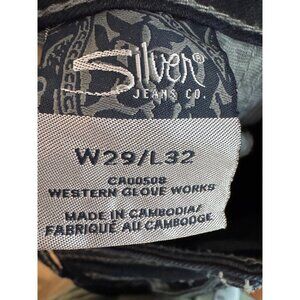 Silver®
JEANS CO.
W29/L32
CA00508
WESTERN GLOVE WORKS
MADE IN CAMBODIA/
FABRIQUÉ AU CAMBODGE